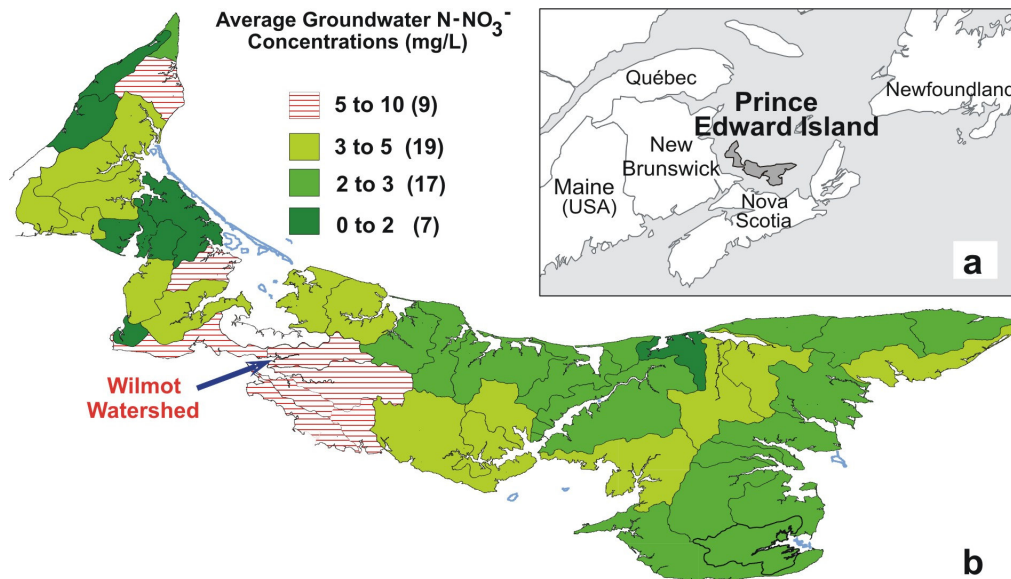 Average Groundwater N-NO3-
Concentrations (mg/L)
5 to 10 (9)
3 to 5 (19)
2 to 3 (17)
0 to 2 (7)
Wilmot
Watershed
b
Québec
Newfoundland
Prince
Edward Island
New
Brunswick
Maine
(USA)
Nova
Scotia
a